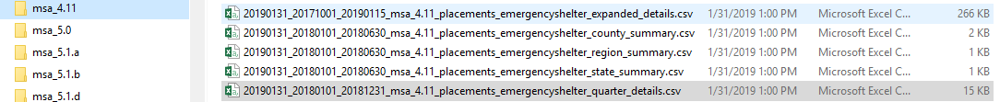 msa_4.11
msa_5.0
msa_5.1.a
msa_5.1.b
msa_5.1.d
20190131_20171001_20190115_msa_4.11_placements_emergencyshelter_expanded_details.csv 1/31/2019 1:00 PM Microsoft Excel C... 266 KB
20190131_20180101_20180630_msa_4.11_placements_emergencyshelter_county_summary.csv 1/31/2019 1:00 PM Microsoft Excel C... 2 KB
20190131_20180101_20180630_msa_4.11_placements_emergencyshelter_region_summary.csv 1/31/2019 1:00 PM Microsoft Excel C... 1 KB
20190131_20180101_20180630_msa_4.11_placements_emergencyshelter_state_summary.csv 1/31/2019 1:00 PM Microsoft Excel C... 1 KB
20190131_20180101_20181231_msa_4.11_placements_emergencyshelter_quarter_details.csv 1/31/2019 1:00 PM Microsoft Excel C... 15 KB